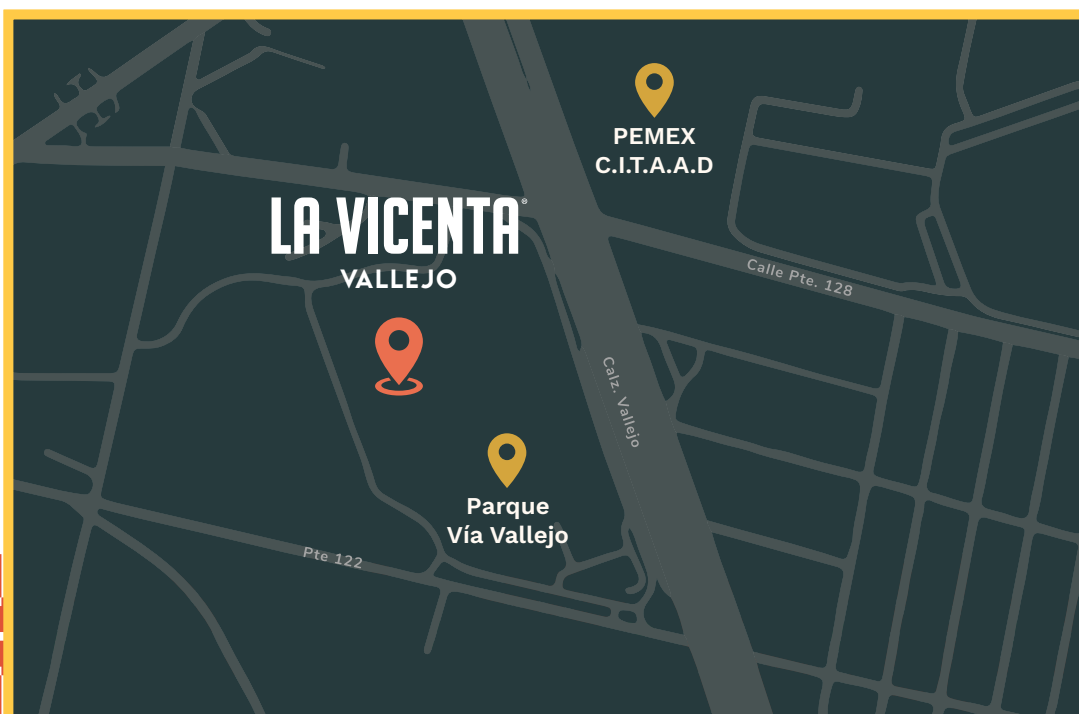 PEMEX
C.I.T.A.A.D
LA VICENTA®
VALLEJO
Calle Pte. 128
Calz. Vallejo
Parque
Vía Vallejo
Pte 122